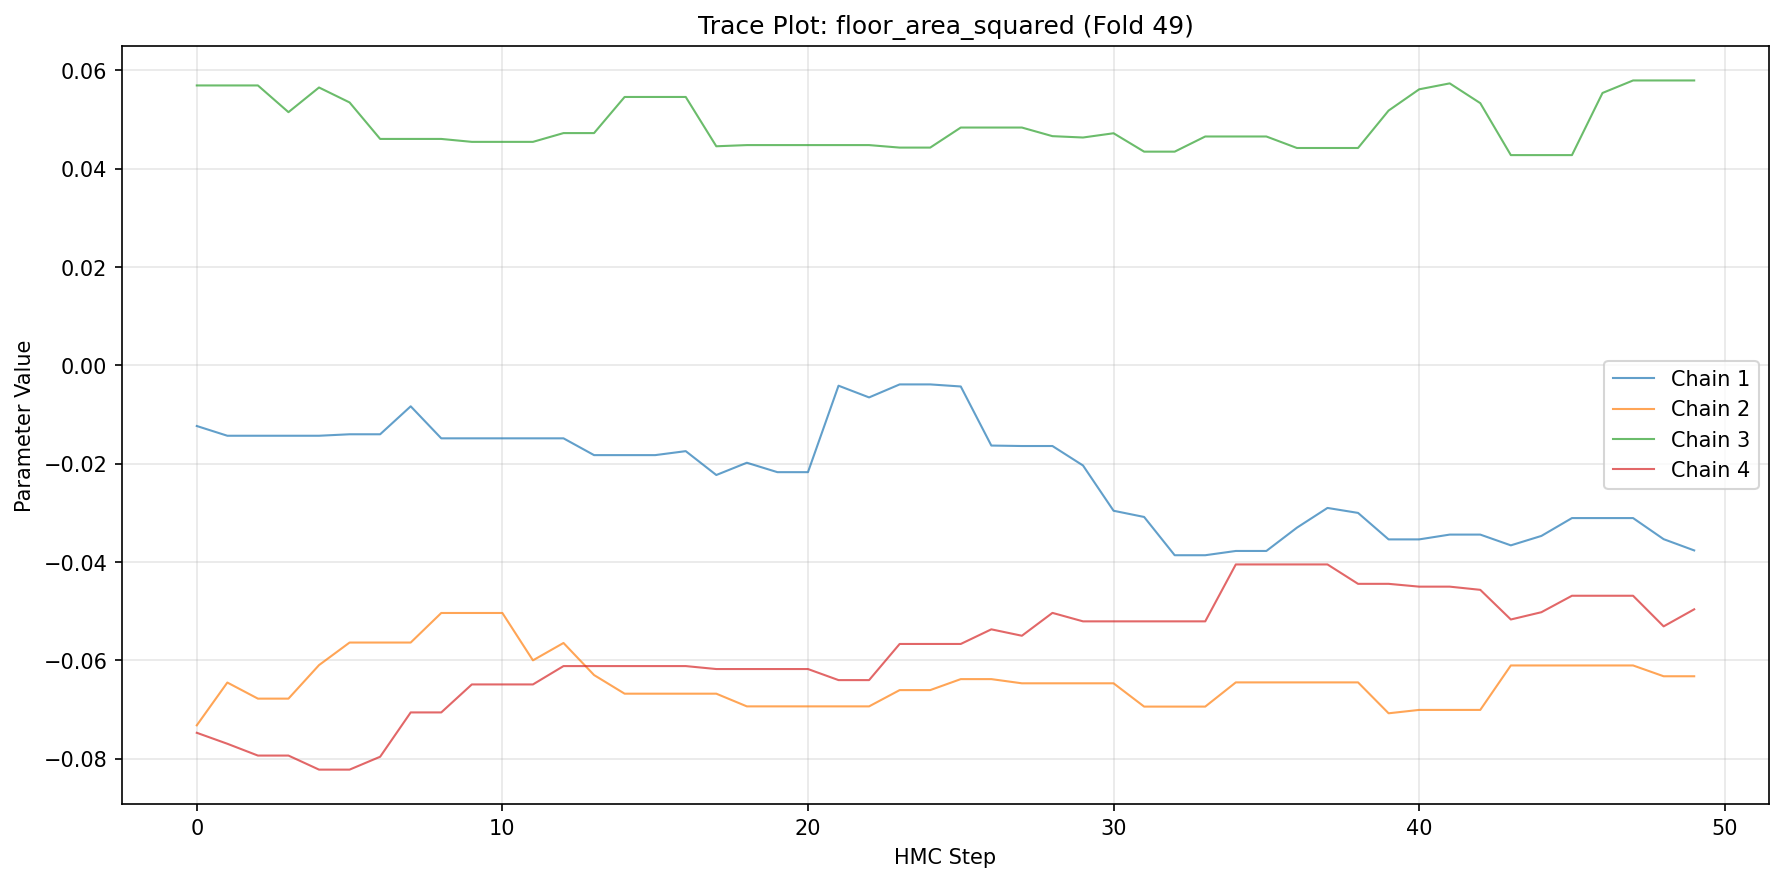 Trace Plot: floor_area_squared (Fold 49)
Parameter Value
0.06
0.04
0.02
0.00
−0.02
−0.04
−0.06
−0.08
Chain 1
Chain 2
Chain 3
Chain 4
0 10 20 30 40 50
HMC Step